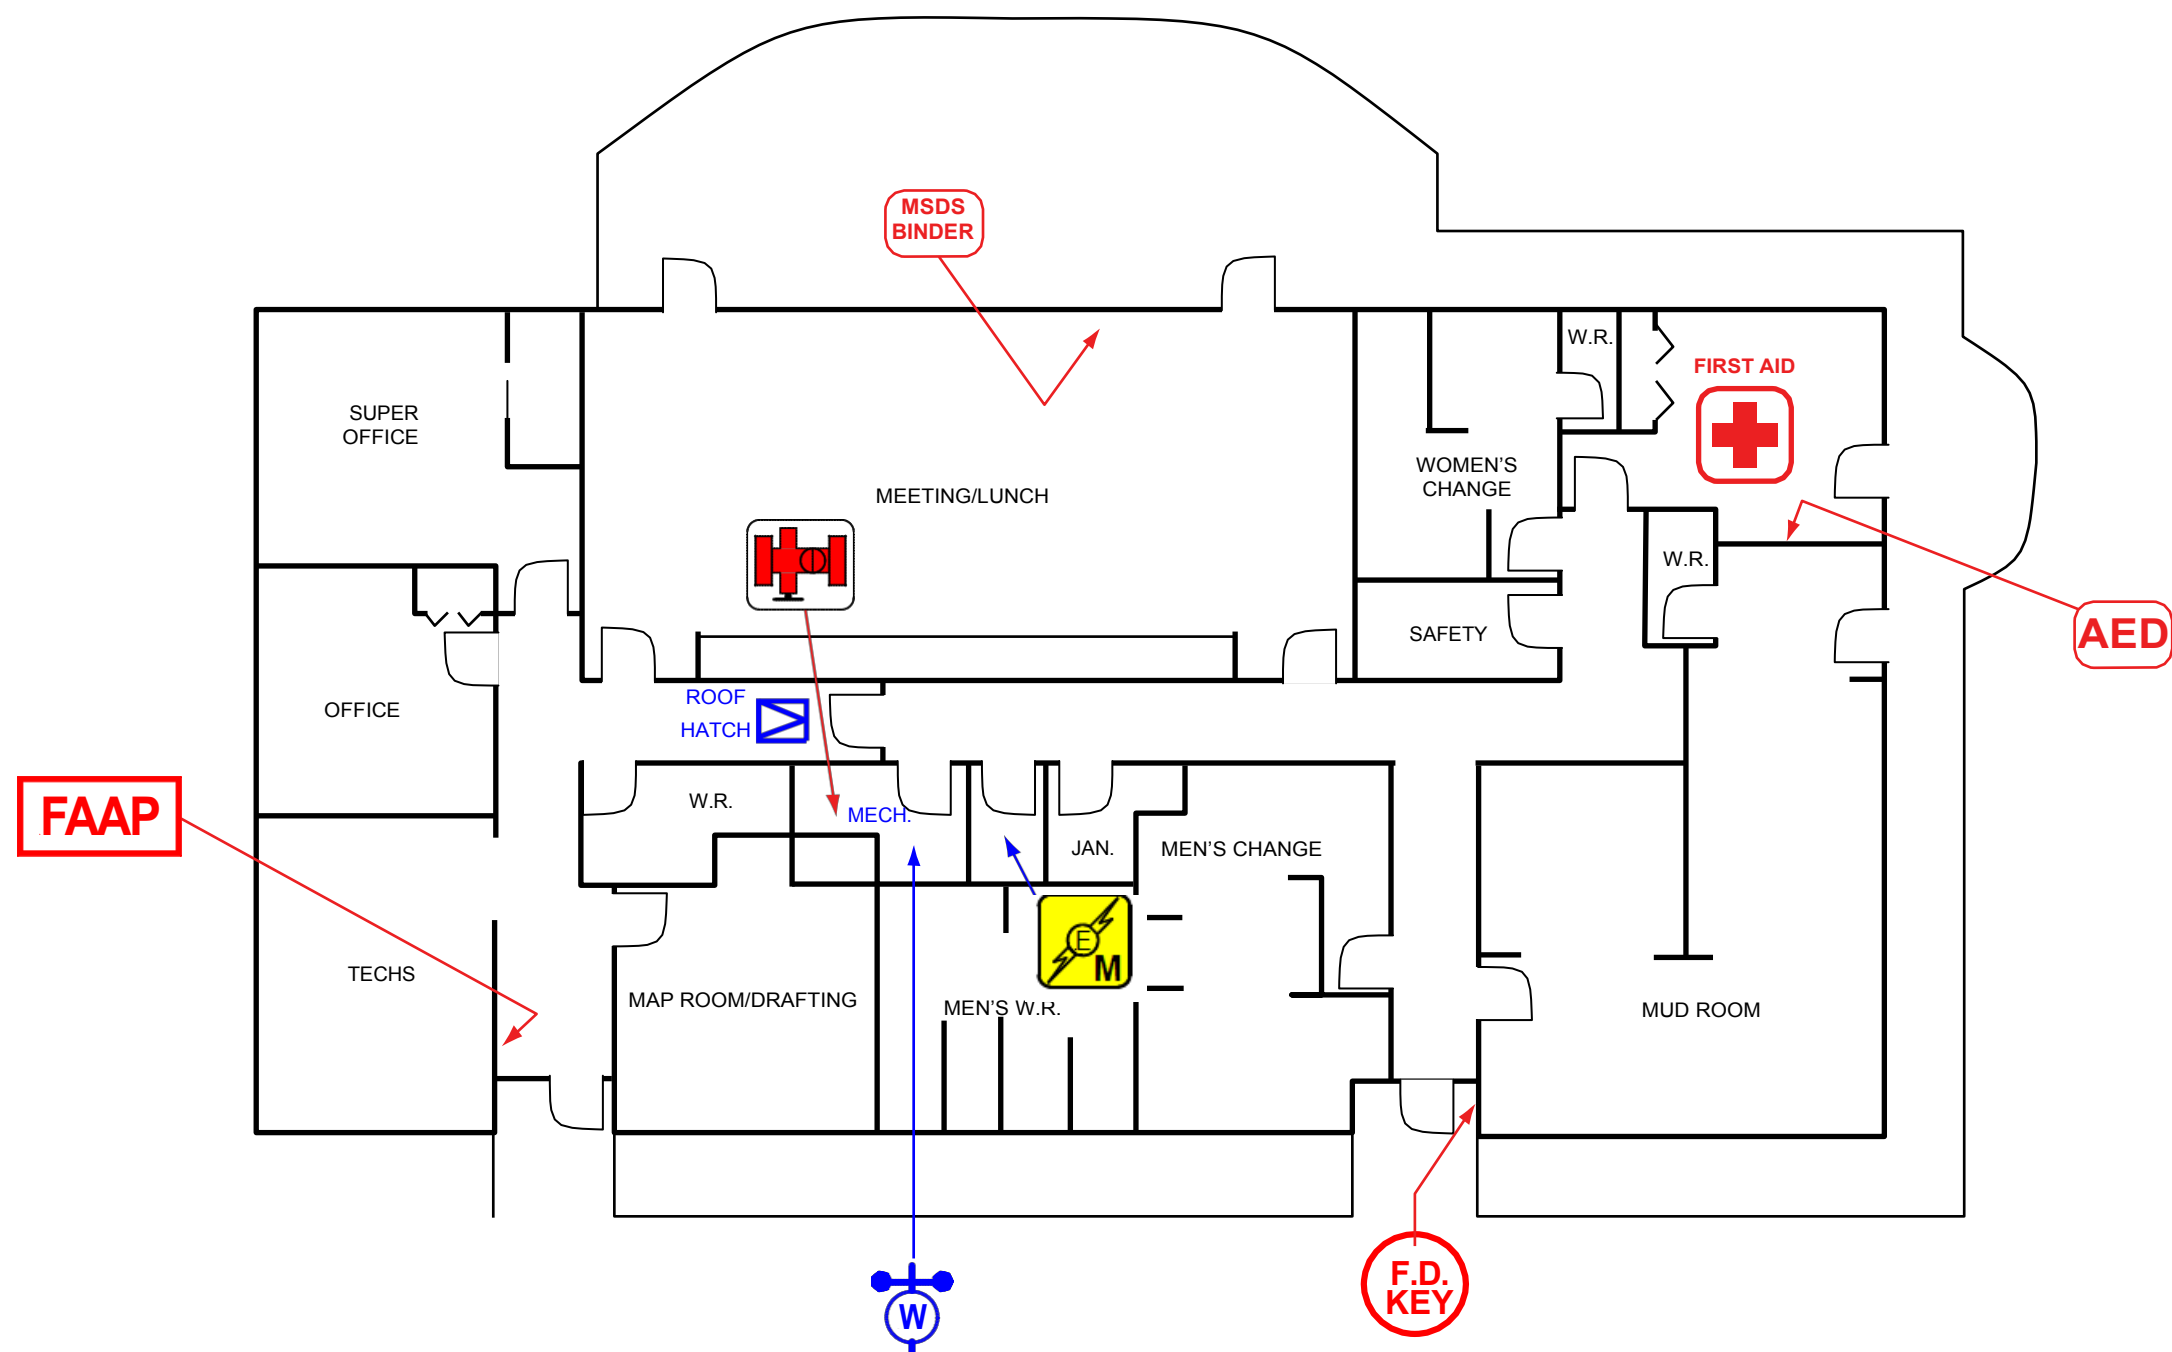 MSDS
BINDER
W.R.
FIRST AID
SUPER
OFFICE
WOMEN'S
CHANGE
MEETING/LUNCH
W.R.
SAFETY
AED
ROOF
HATCH
OFFICE
W.R.
MECH.
FAAP
JAN.
MEN'S CHANGE
E
M
TECHS
MAP ROOM/DRAFTING
MEN'S W.R.
MUD ROOM
F.D.
KEY
W